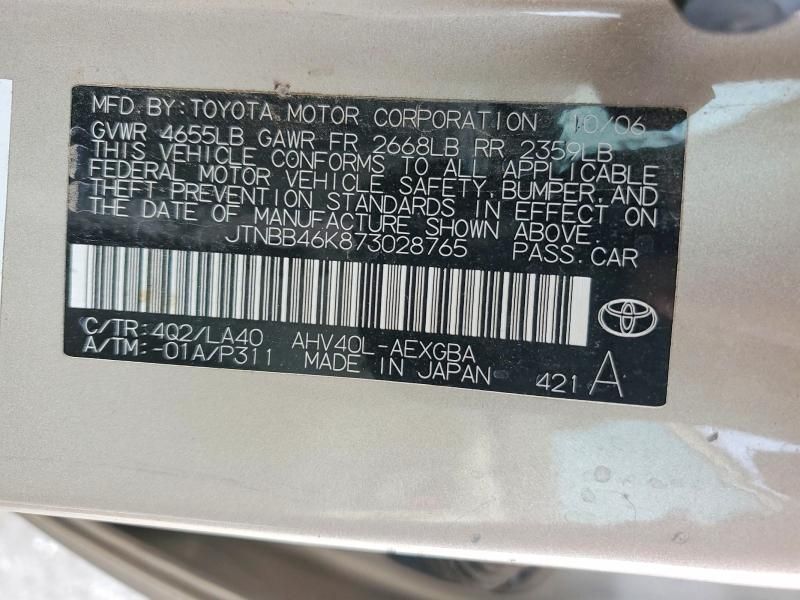 MFD. BY: TOYOTA MOTOR CORPORATION 10/06
GVWR 4655LB GAWR FR 2668LB RR 2359LB
THIS VEHICLE CONFORMS TO ALL APPLICABLE
FEDERAL MOTOR VEHICLE SAFETY, BUMPER, AND
THEFT PREVENTION STANDARDS IN EFFECT ON
THE DATE OF MANUFACTURE SHOWN ABOVE.
JTNBB46K873028765 PASS. CAR
C/TR: 4Q2/LA40 AHV40L-AEXGBA
A/TM: -01A/P311 MADE IN JAPAN 421 A